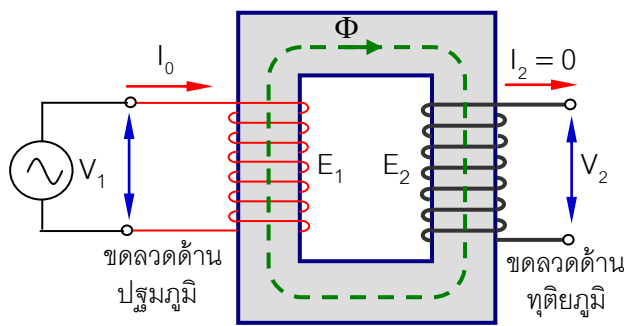 Φ
I₀
I₂ = 0
V₁
E₁
E₂
V₂
ขดลวดด้าน
ปฐมภูมิ
ขดลวดด้าน
ทุติยภูมิ